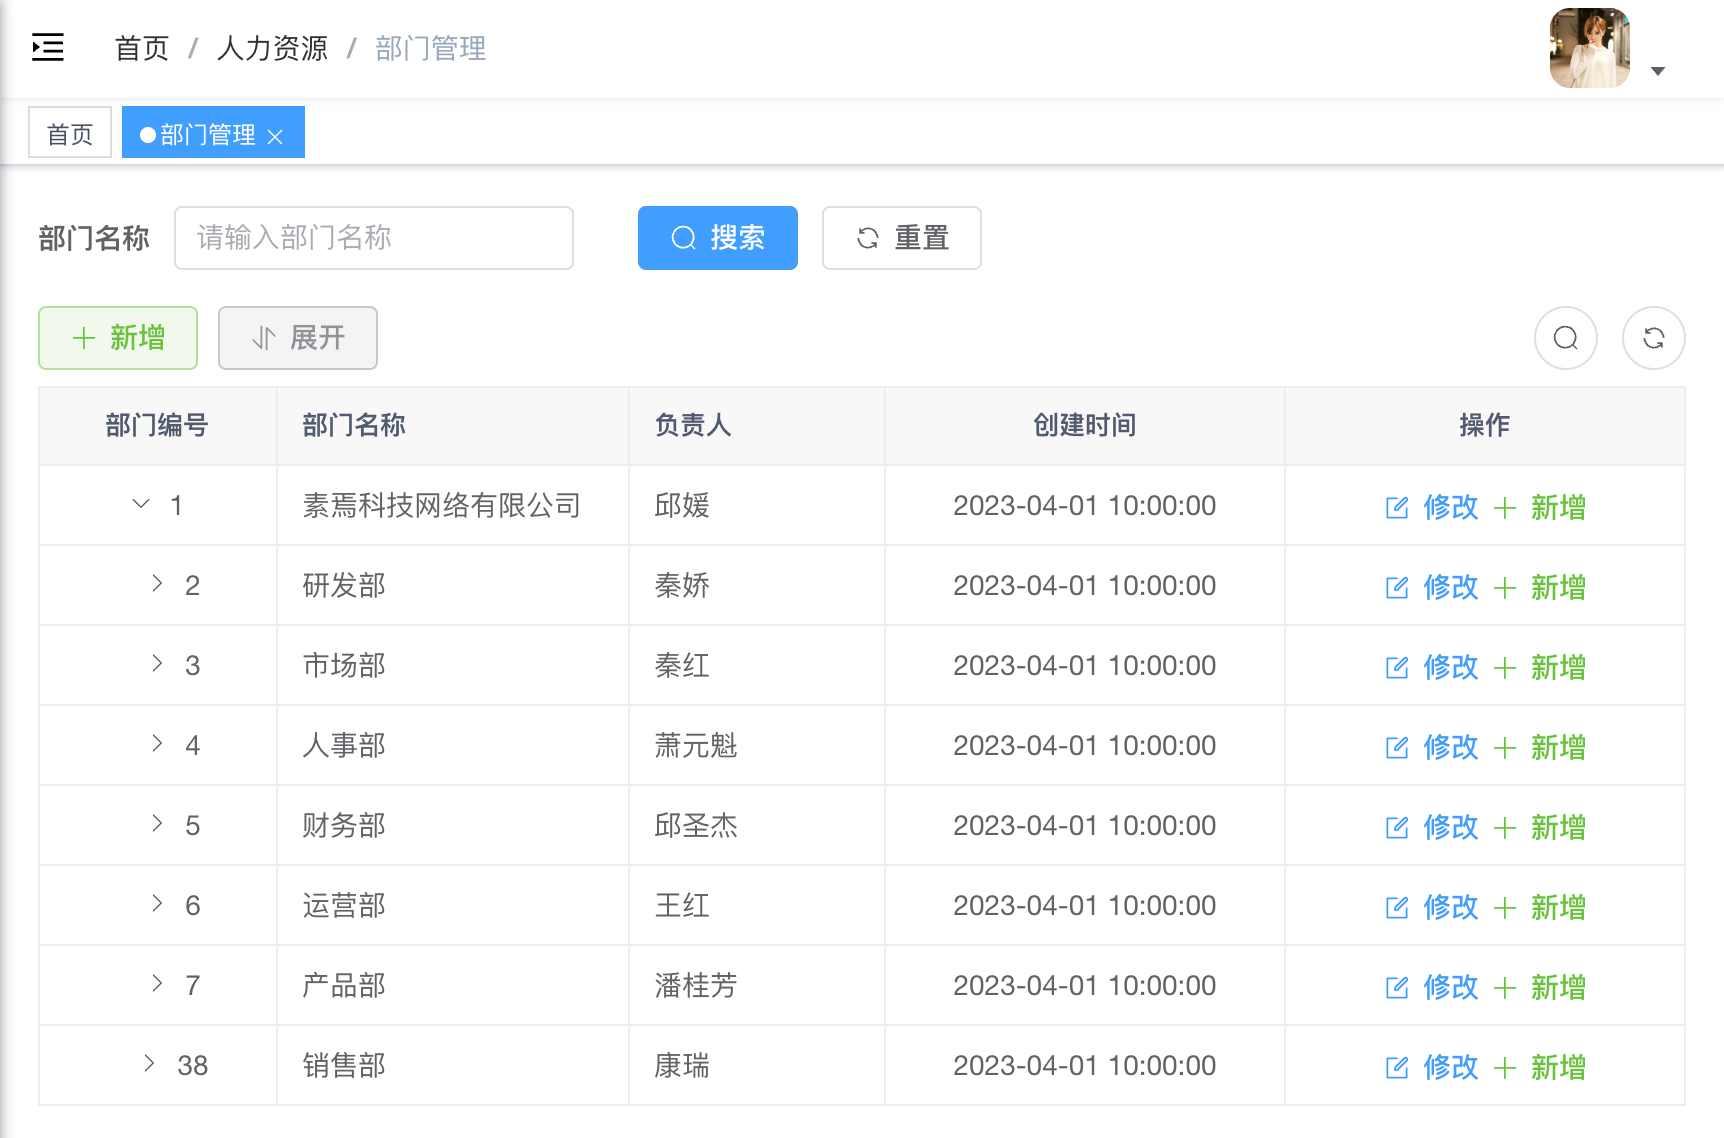 首页 / 人力资源 / 部门管理
首页 部门管理
部门名称 请输入部门名称 搜索 重置
新增 展开
部门编号 部门名称 负责人 创建时间 操作
1 素焉科技网络有限公司 邱媛 2023-04-01 10:00:00 修改 新增
2 研发部 秦娇 2023-04-01 10:00:00 修改 新增
3 市场部 秦红 2023-04-01 10:00:00 修改 新增
4 人事部 萧元魁 2023-04-01 10:00:00 修改 新增
5 财务部 邱圣杰 2023-04-01 10:00:00 修改 新增
6 运营部 王红 2023-04-01 10:00:00 修改 新增
7 产品部 潘桂芳 2023-04-01 10:00:00 修改 新增
38 销售部 康瑞 2023-04-01 10:00:00 修改 新增